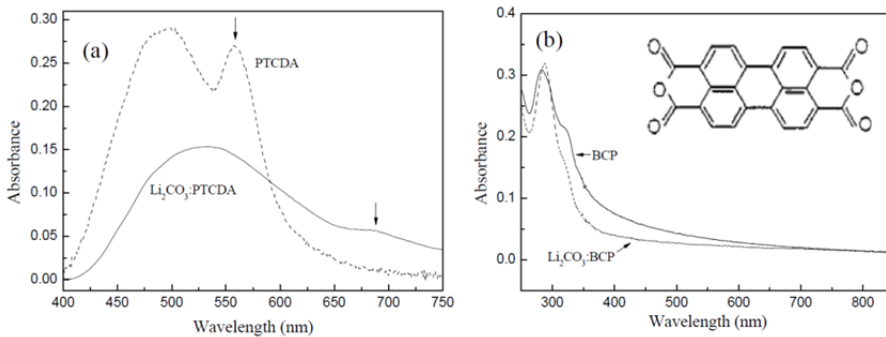 (a)
PTCDA
Li₂CO₃:PTCDA
Absorbance
0.30
0.25
0.20
0.15
0.10
0.05
0.00
400 450 500 550 600 650 700 750
Wavelength (nm)
(b)
O O
O O
O O
BCP
Li₂CO₃:BCP
Absorbance
0.4
0.3
0.2
0.1
0.0
300 400 500 600 700 800
Wavelength (nm)